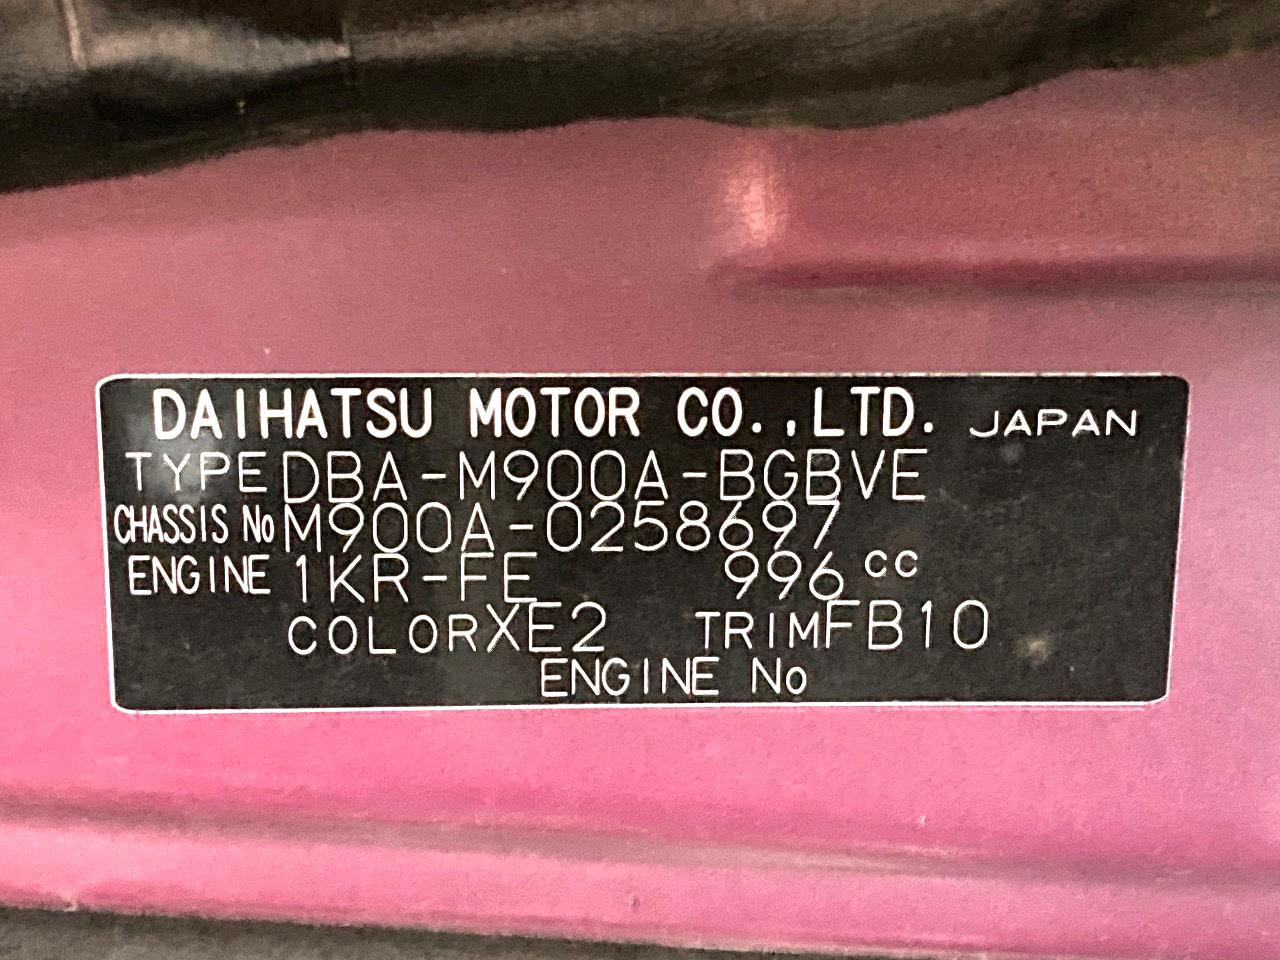 DAIHATSU MOTOR CO.,LTD. JAPAN
TYPE DBA-M900A-BGBVE
CHASSIS No M900A-0258697
ENGINE 1KR-FE 996 cc
COLOR XE2 TRIM FB10
ENGINE No